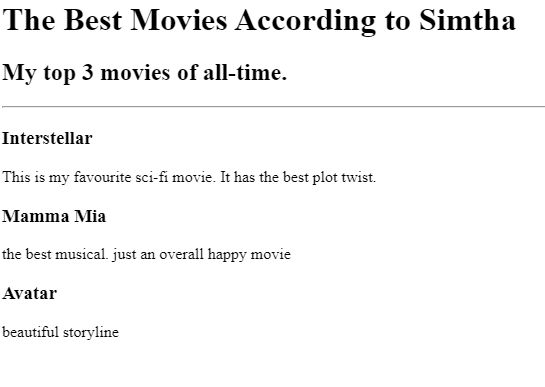 The Best Movies According to Simtha
My top 3 movies of all-time.
Interstellar
This is my favourite sci-fi movie. It has the best plot twist.
Mamma Mia
the best musical. just an overall happy movie
Avatar
beautiful storyline